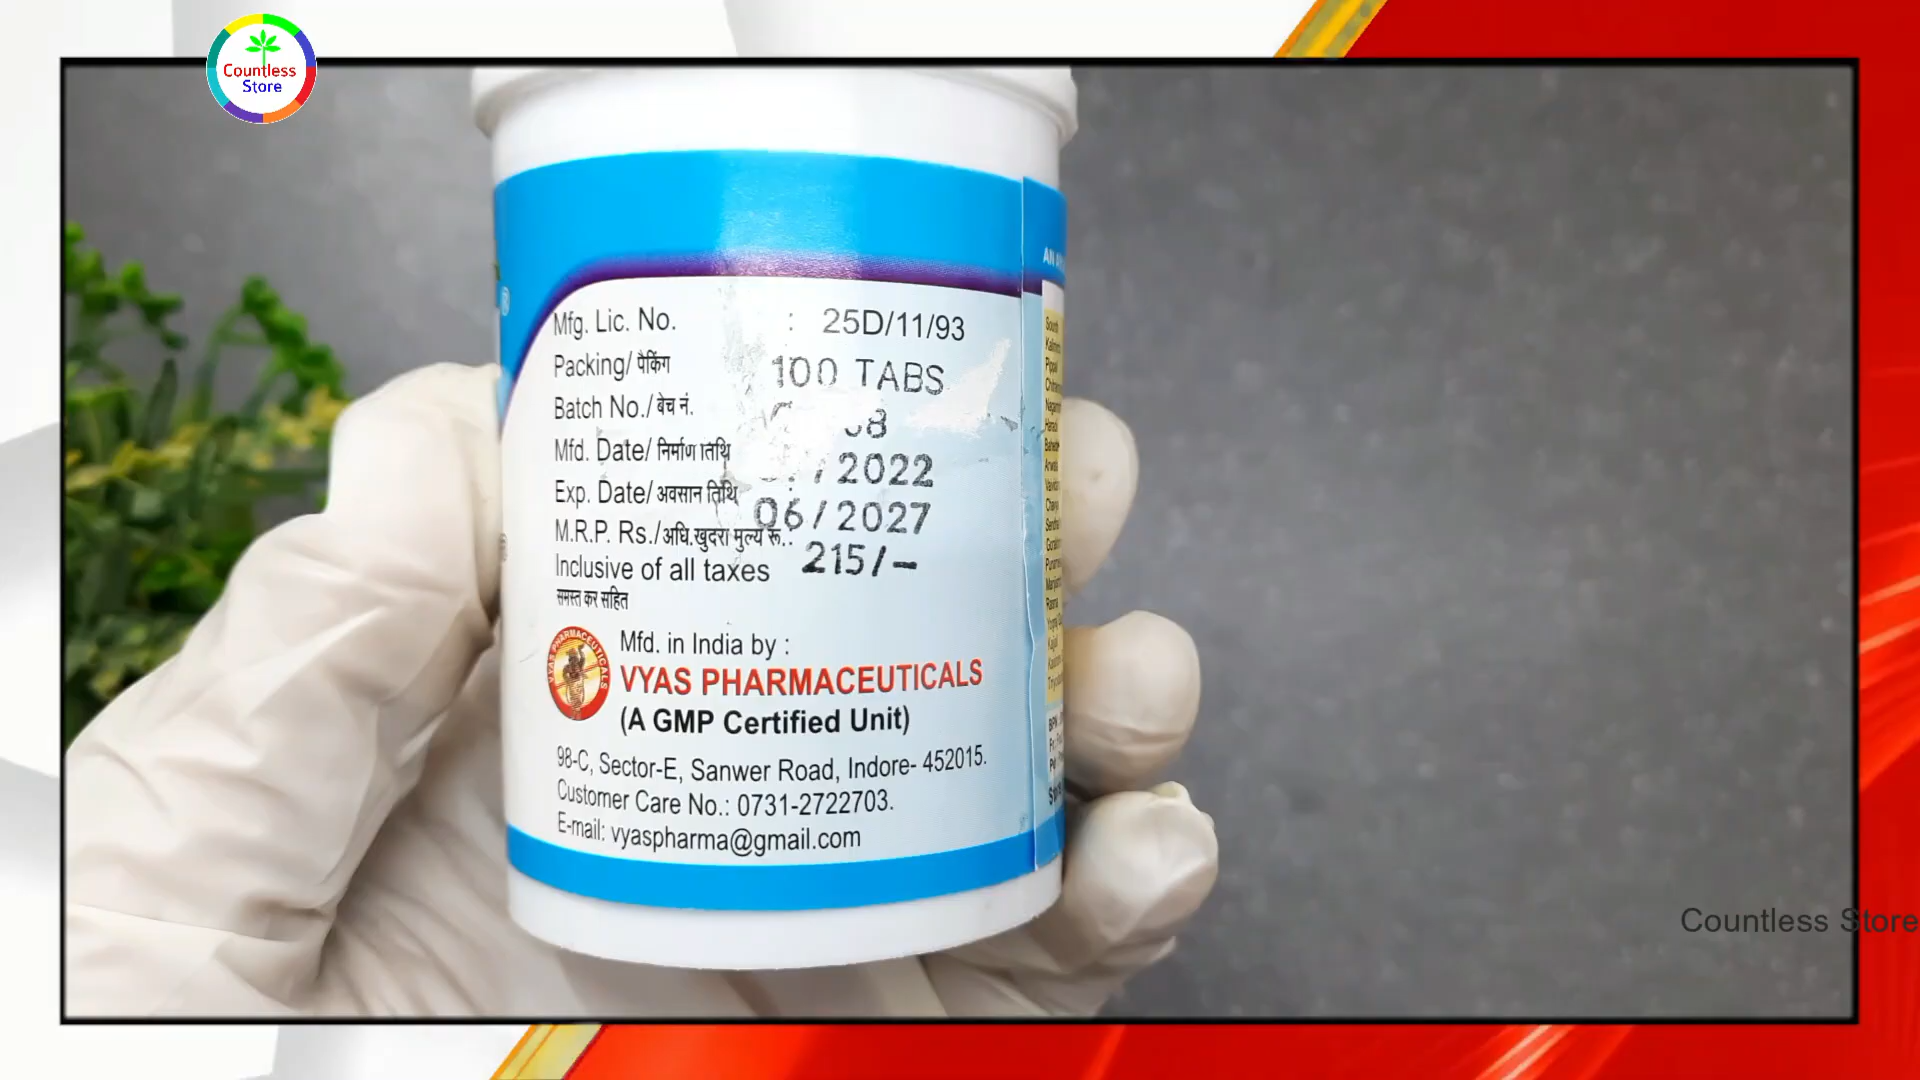 Countless
Store
Mfg. Lic. No. : 25D/11/93
Packing/ पैकिंग 100 TABS
Batch No./ बेच नं.
Mfd. Date/ निर्माण तिथि / 2022
Exp. Date/ अवसान तिथि : 06/2027
M.R.P. Rs./अधि.खुदरा मुल्य रू.: 215/-
Inclusive of all taxes
समस्त कर सहित
VYAS PHARMACEUTICALS
Mfd. in India by :
VYAS PHARMACEUTICALS
(A GMP Certified Unit)
98-C, Sector-E, Sanwer Road, Indore- 452015.
Customer Care No.: 0731-2722703.
E-mail: vyaspharma@gmail.com
Countless Store